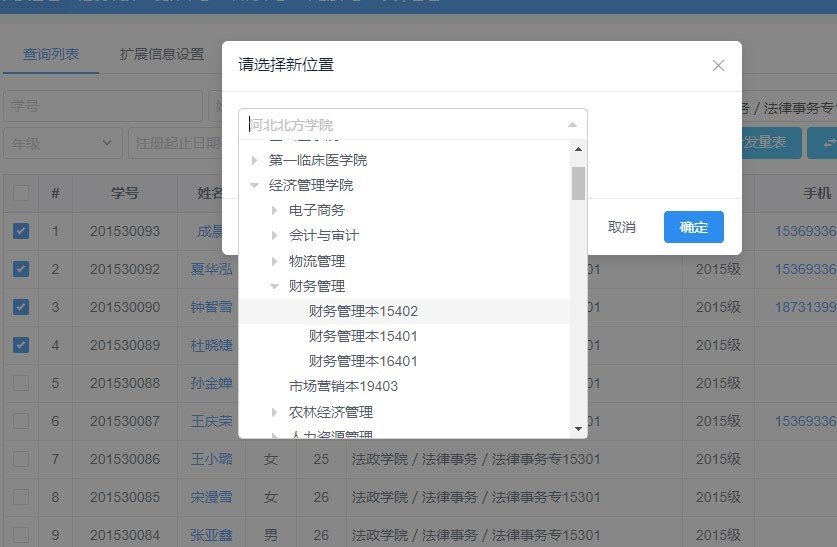 查询列表 扩展信息设置
请选择新位置
学号
河北北方学院
/ 法律事务专
年级
注册起止日期
发量表
第一临床医学院
经济管理学院
电子商务
会计与审计
物流管理
财务管理
财务管理本15402
财务管理本15401
财务管理本16401
市场营销本19403
农林经济管理
人力资源管理
取消 确定
# 学号 姓名 手机
1 201530093 成晨 15369336
2 201530092 夏华泓 01 2015级 15369336
3 201530090 钟智雪 01 2015级 18731399
4 201530089 杜晓婕 01 2015级
5 201530088 孙金婵 01 2015级
6 201530087 王庆荣 01 2015级 15369336
7 201530086 王小璐 女 25 法政学院 / 法律事务 / 法律事务专15301 2015级
8 201530085 宋漫雪 女 26 法政学院 / 法律事务 / 法律事务专15301 2015级
9 201530084 张亚鑫 男 26 法政学院 / 法律事务 / 法律事务专15301 2015级